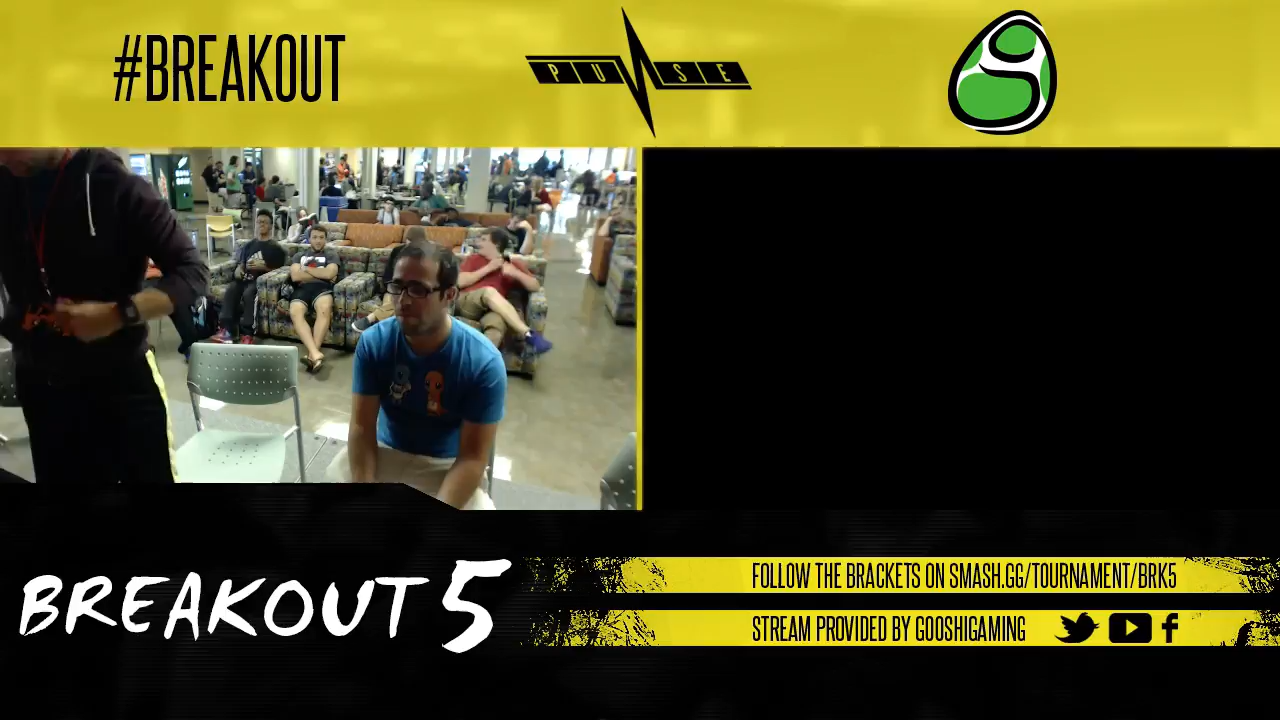 #BREAKOUT
PULSE
BREAKOUT 5
FOLLOW THE BRACKETS ON SMASH.GG/TOURNAMENT/BRK5
STREAM PROVIDED BY GOOSHIGAMING